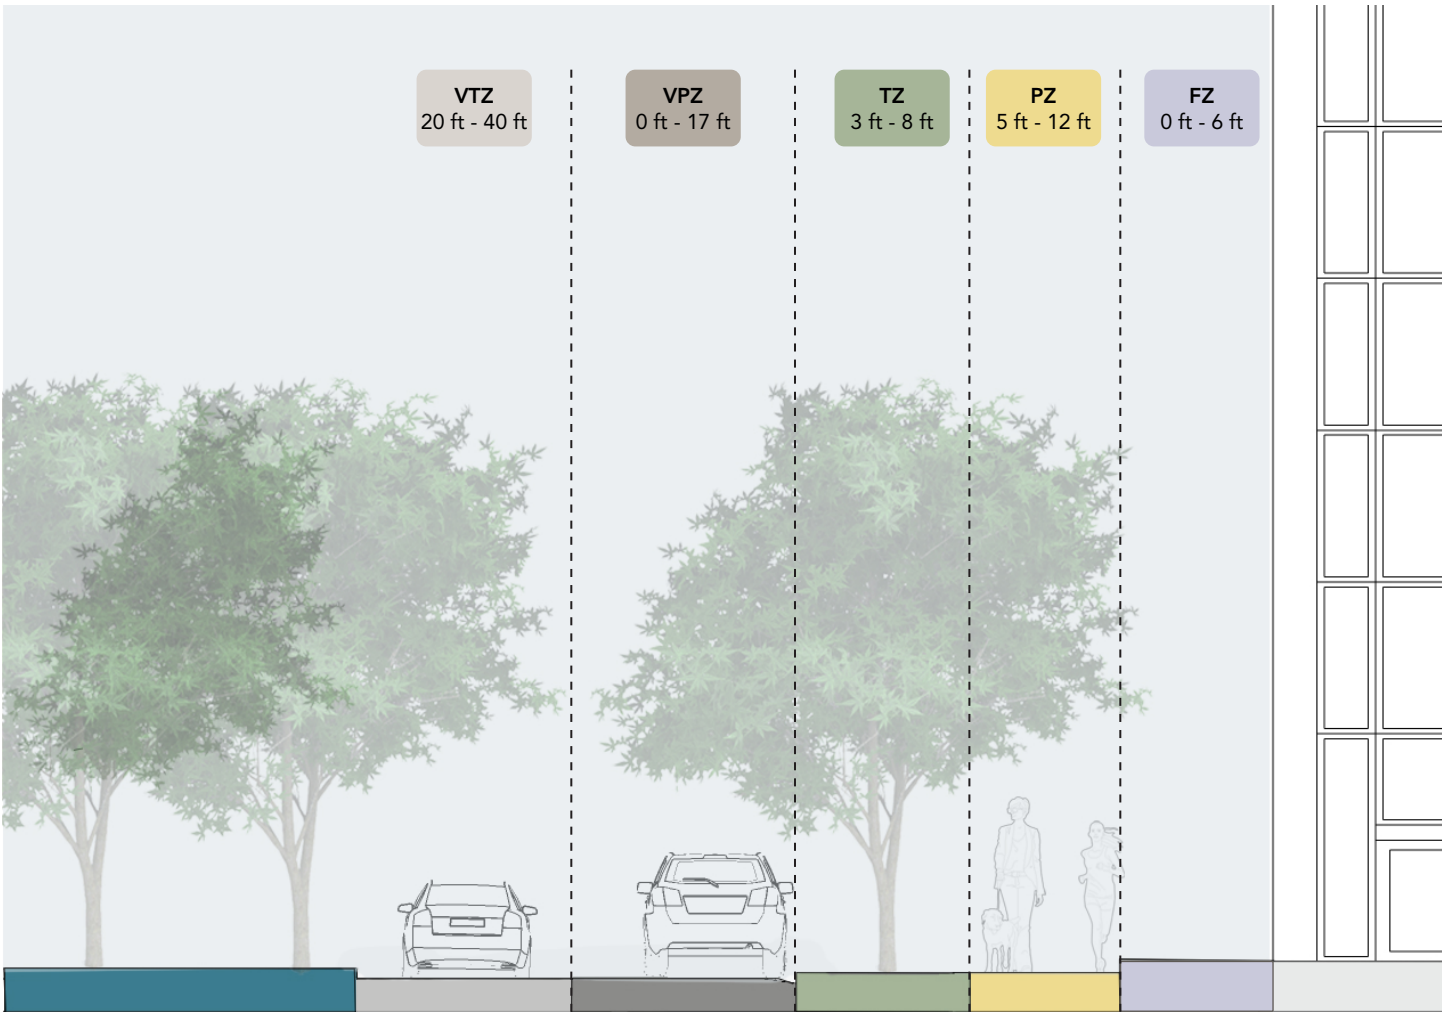 VTZ
20 ft - 40 ft
VPZ
0 ft - 17 ft
TZ
3 ft - 8 ft
PZ
5 ft - 12 ft
FZ
0 ft - 6 ft